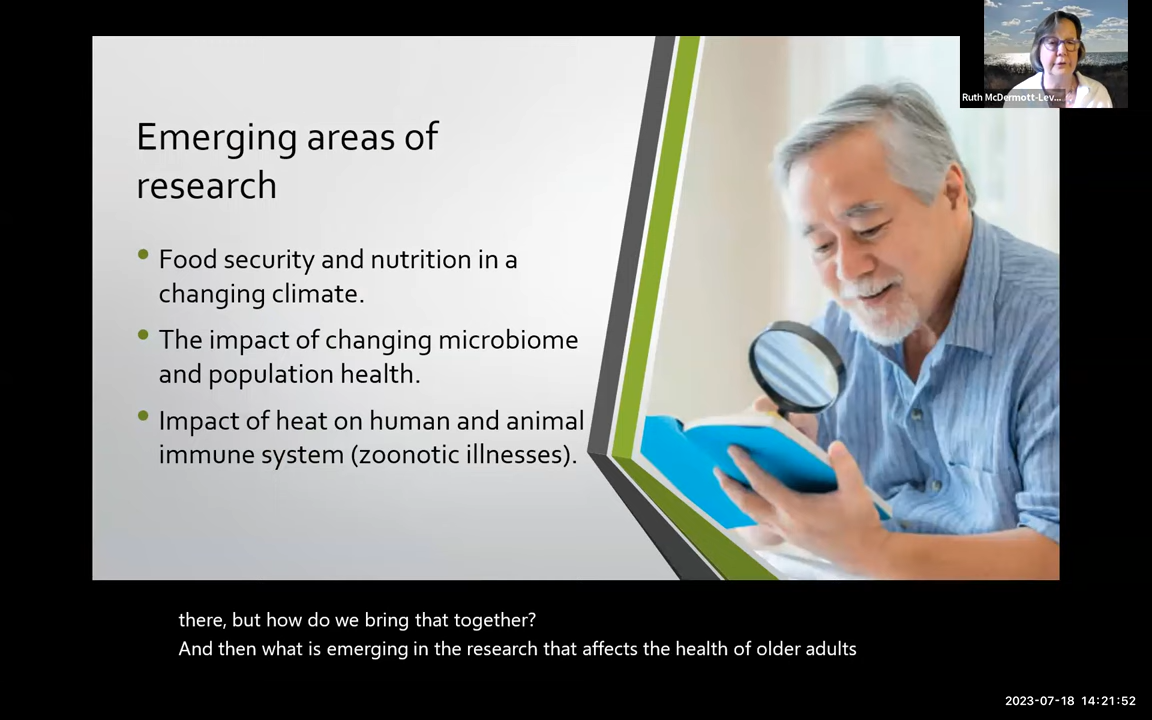 Ruth McDermott-Lev...
Emerging areas of
research
• Food security and nutrition in a
changing climate.
• The impact of changing microbiome
and population health.
• Impact of heat on human and animal
immune system (zoonotic illnesses).
there, but how do we bring that together?
And then what is emerging in the research that affects the health of older adults
2023-07-18 14:21:52